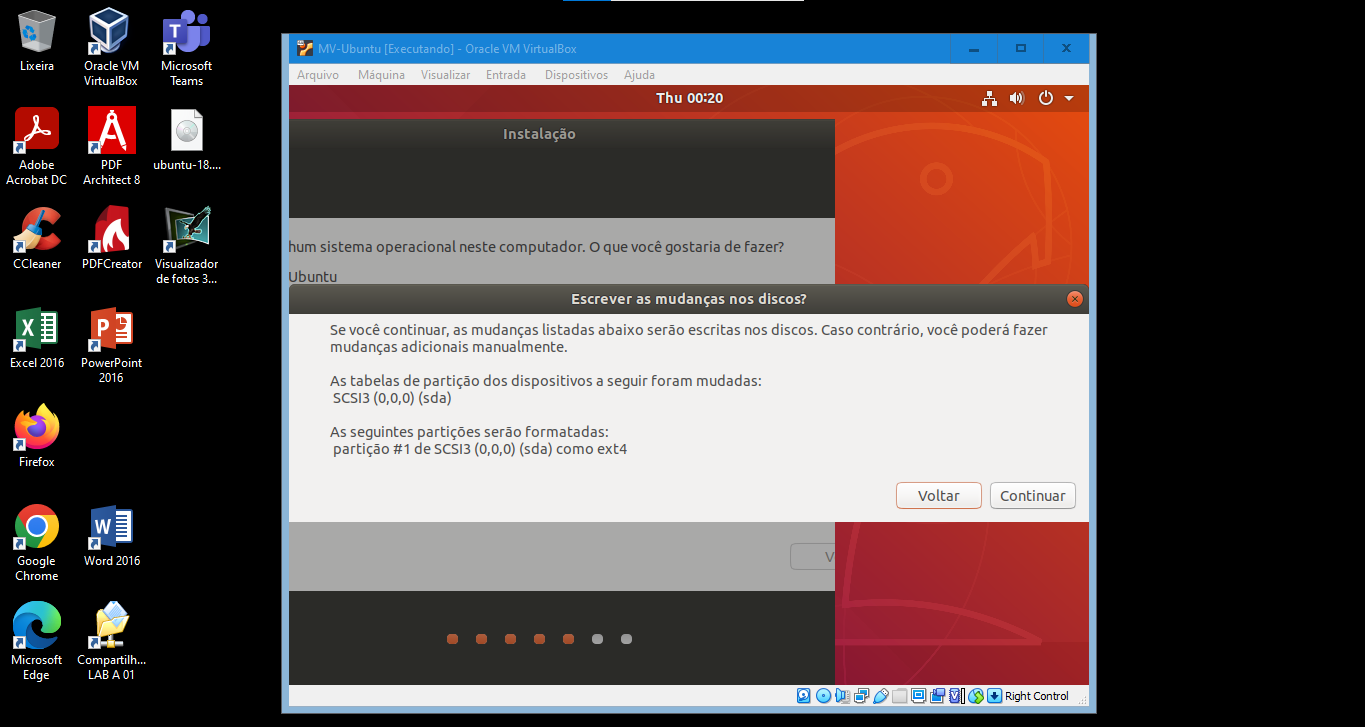 Lixeira
Oracle VM
VirtualBox
Microsoft
Teams
Adobe
Acrobat DC
PDF
Architect 8
ubuntu-18....
CCleaner
PDFCreator
Visualizador
de fotos 3...
Excel 2016
PowerPoint
2016
Firefox
Google
Chrome
Word 2016
Microsoft
Edge
Compartilh...
LAB A 01
MV-Ubuntu [Executando] - Oracle VM VirtualBox
Arquivo Máquina Visualizar Entrada Dispositivos Ajuda
Thu 00:20
Instalação
hum sistema operacional neste computador. O que você gostaria de fazer?
Ubuntu
Escrever as mudanças nos discos?
Se você continuar, as mudanças listadas abaixo serão escritas nos discos. Caso contrário, você poderá fazer
mudanças adicionais manualmente.
As tabelas de partição dos dispositivos a seguir foram mudadas:
SCSI3 (0,0,0) (sda)
As seguintes partições serão formatadas:
partição #1 de SCSI3 (0,0,0) (sda) como ext4
Voltar Continuar
V
Right Control